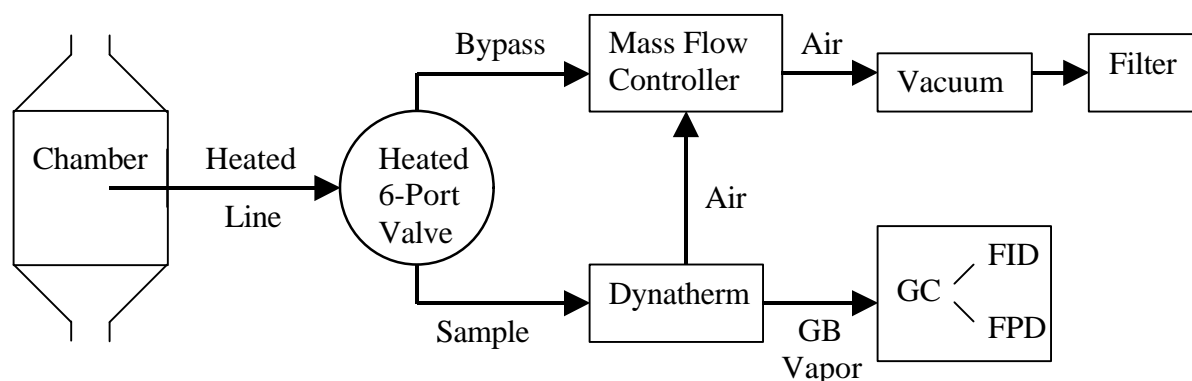 Bypass
Mass Flow
Controller
Air
Vacuum
Filter
Chamber
Heated
Line
Heated
6-Port
Valve
Air
Sample
Dynatherm
GB
Vapor
GC
FID
FPD